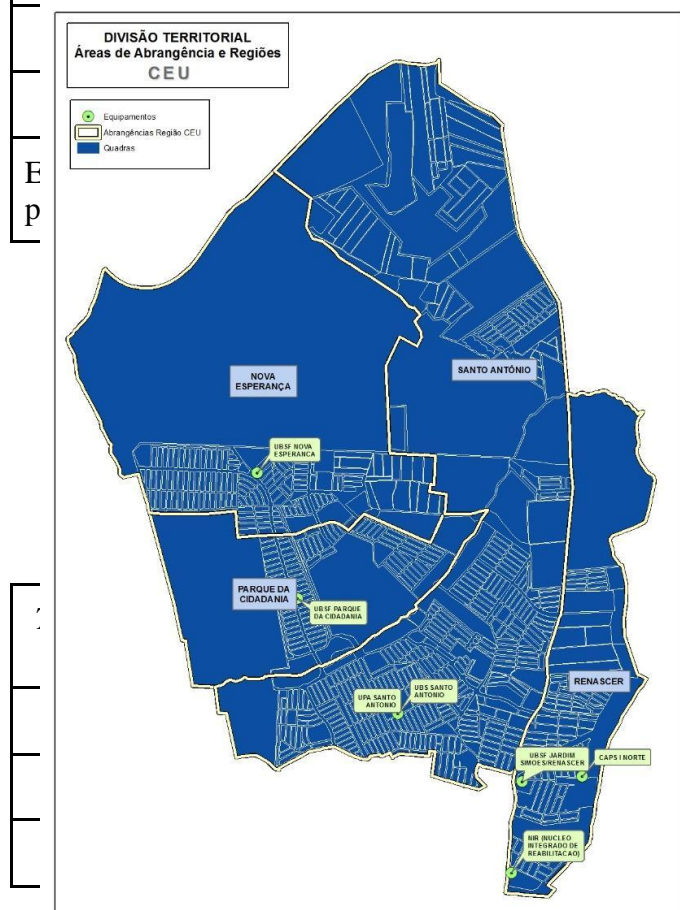 DIVISÃO TERRITORIAL
Áreas de Abrangência e Regiões
CEU
Equipamentos
Abrangências Região CEU
Quadras
E
p
NOVA
ESPERANÇA
SANTO ANTÔNIO
UBSF NOVA
ESPERANCA
PARQUE DA
CIDADANIA
UBSF PARQUE
DA CIDADANIA
RENASCER
UPA SANTO
ANTONIO
UBS SANTO
ANTONIO
UBSF JARDIM
SIMOES/RENASCER
CAPS I NORTE
NIR (NUCLEO
INTEGRADO DE
REABILITACAO)